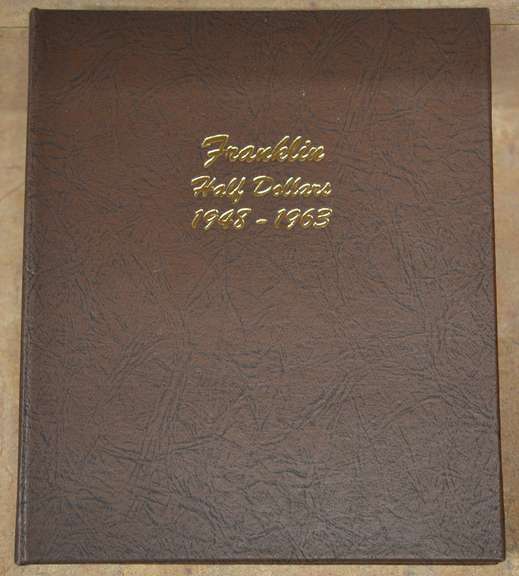 Franklin
Half Dollars
1948 - 1963